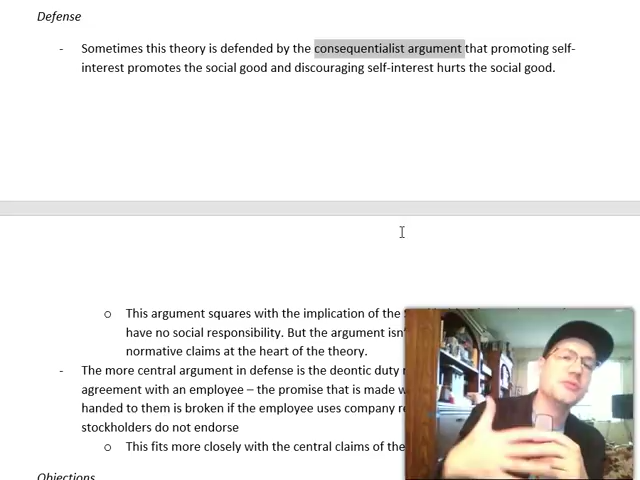 Defense
- Sometimes this theory is defended by the consequentialist argument that promoting self-
interest promotes the social good and discouraging self-interest hurts the social good.
o This argument squares with the implication of the
have no social responsibility. But the argument isn'
normative claims at the heart of the theory.
- The more central argument in defense is the deontic duty
agreement with an employee – the promise that is made
handed to them is broken if the employee uses company
stockholders do not endorse
o This fits more closely with the central claims of the
Objections